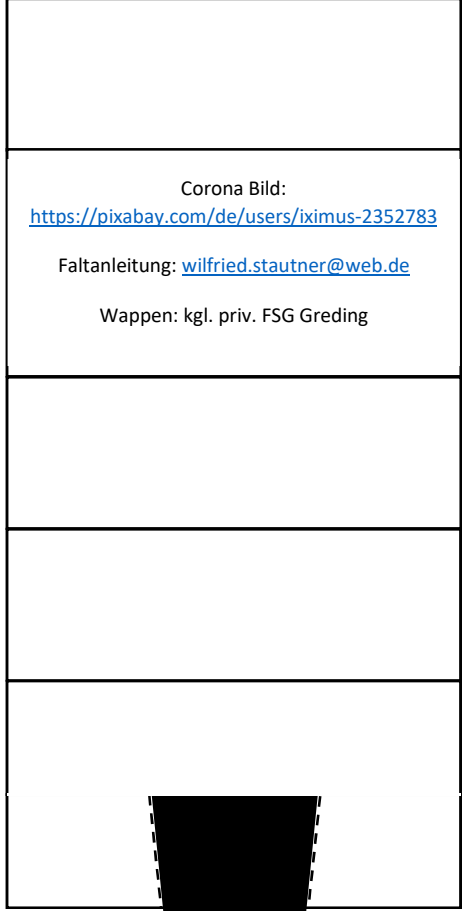 Corona Bild:
https://pixabay.com/de/users/iximus-2352783
Faltanleitung: wilfried.stautner@web.de
Wappen: kgl. priv. FSG Greding